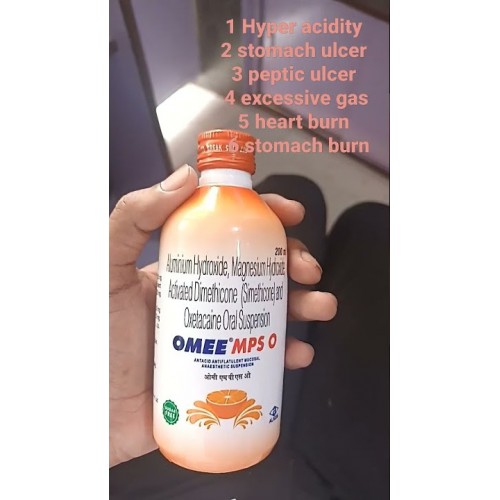 1 Hyper acidity
2 stomach ulcer
3 peptic ulcer
4 excessive gas
5 heart burn
stomach burn
200 ml
Aluminium Hydroxide, Magnesium Hydroxide,
Activated Dimethicone (Simethicone) and
Oxetacaine Oral Suspension
OMEE® MPS O
ANTACID ANTIFLATULENT MUCOSAL
ANAESTHETIC SUSPENSION
ओमी एम पी एस ओ